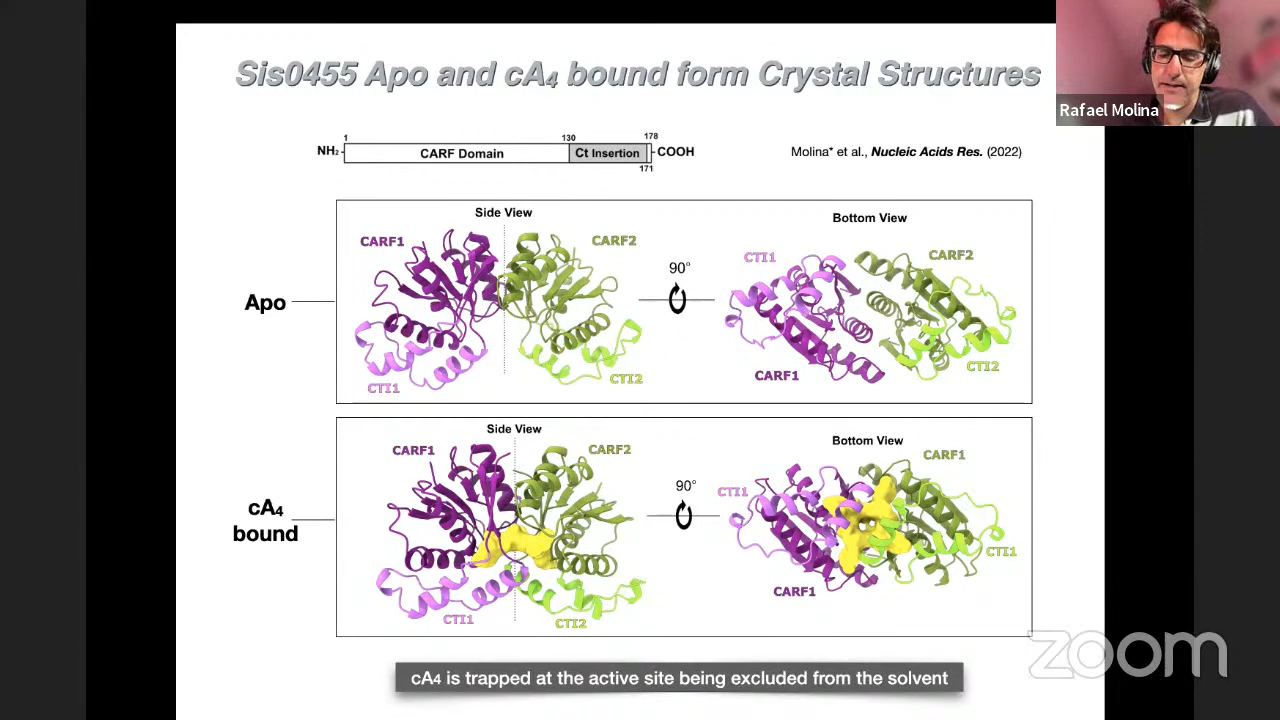 Sis0455 Apo and cA4 bound form Crystal Structures
Rafael Molina
1 130 178
NH2 CARF Domain Ct Insertion COOH
171
Molina* et al., Nucleic Acids Res. (2022)
Apo
Side View
CARF1
CARF2
CTI1
CTI2
90°
Bottom View
CTI1
CARF2
CARF1
CTI2
cA4
bound
Side View
CARF1
CARF2
CTI1
CTI2
90°
Bottom View
CTI1
CARF1
CARF1
CTI1
cA4 is trapped at the active site being excluded from the solvent
zoom